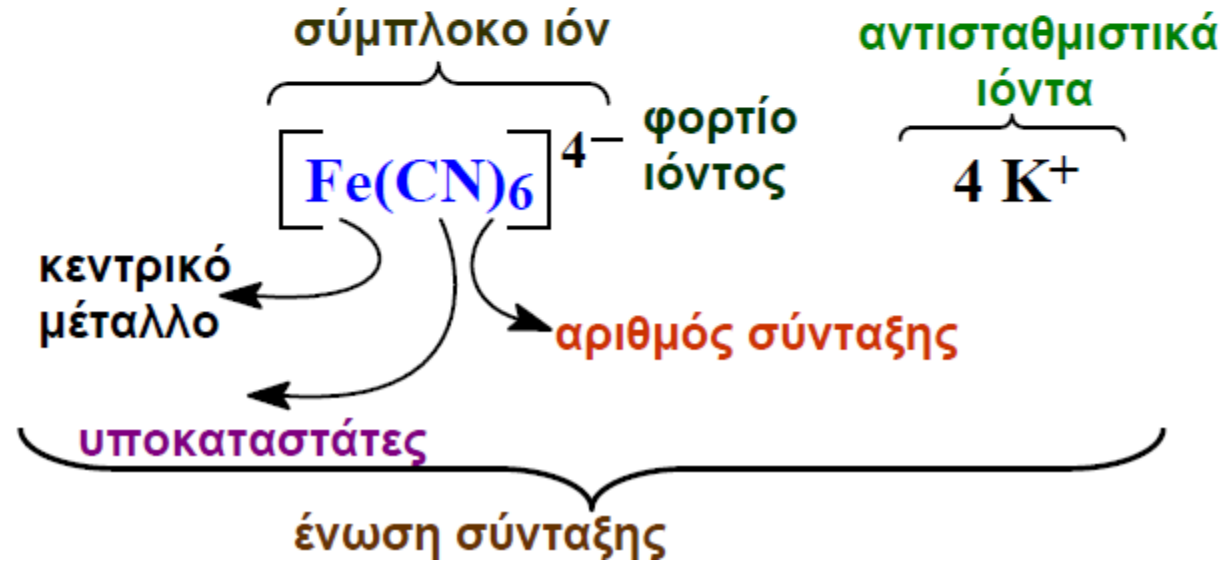 σύμπλοκο ιόν
αντισταθμιστικά
ιόντα
[Fe(CN)₆]⁴⁻
φορτίο
ιόντος
4 K⁺
κεντρικό
μέταλλο
αριθμός σύνταξης
υποκαταστάτες
ένωση σύνταξης